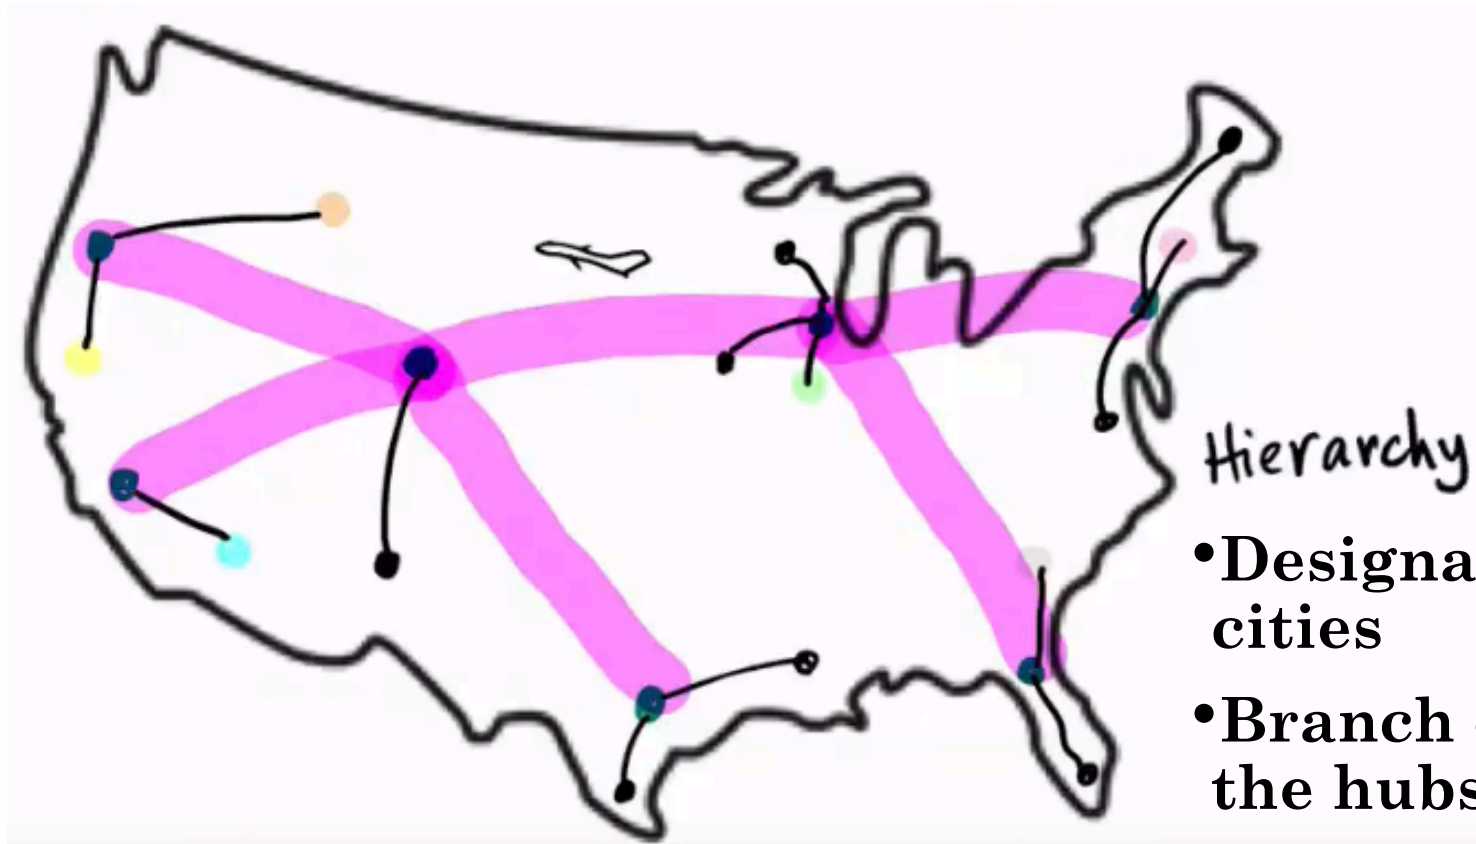 Hierarchy
•Designa
cities
•Branch
the hubs